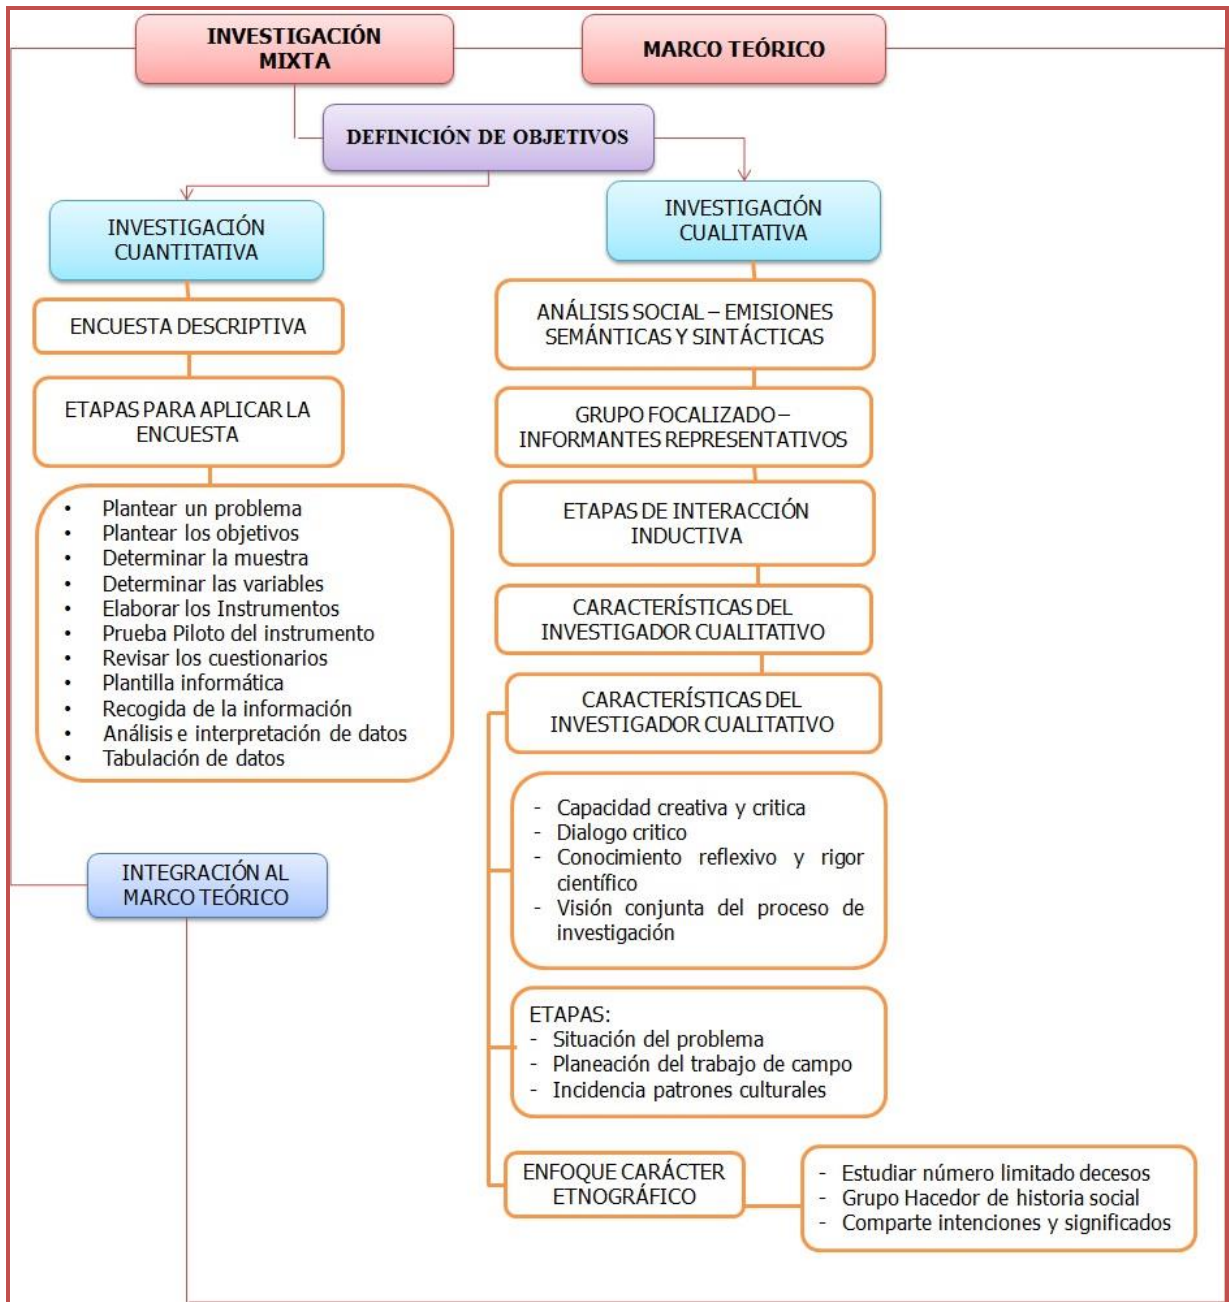 INVESTIGACIÓN
MIXTA
MARCO TEÓRICO
DEFINICIÓN DE OBJETIVOS
INVESTIGACIÓN
CUANTITATIVA
ENCUESTA DESCRIPTIVA
ETAPAS PARA APLICAR LA
ENCUESTA
• Plantear un problema
• Plantear los objetivos
• Determinar la muestra
• Determinar las variables
• Elaborar los Instrumentos
• Prueba Piloto del instrumento
• Revisar los cuestionarios
• Plantilla informática
• Recogida de la información
• Análisis e interpretación de datos
• Tabulación de datos
INTEGRACIÓN AL
MARCO TEÓRICO
INVESTIGACIÓN
CUALITATIVA
ANÁLISIS SOCIAL – EMISIONES
SEMÁNTICAS Y SINTÁCTICAS
GRUPO FOCALIZADO –
INFORMANTES REPRESENTATIVOS
ETAPAS DE INTERACCIÓN
INDUCTIVA
CARACTERÍSTICAS DEL
INVESTIGADOR CUALITATIVO
CARACTERÍSTICAS DEL
INVESTIGADOR CUALITATIVO
- Capacidad creativa y critica
- Dialogo critico
- Conocimiento reflexivo y rigor
científico
- Visión conjunta del proceso de
investigación
ETAPAS:
- Situación del problema
- Planeación del trabajo de campo
- Incidencia patrones culturales
ENFOQUE CARÁCTER
ETNOGRÁFICO
- Estudiar número limitado decesos
- Grupo Hacedor de historia social
- Comparte intenciones y significados